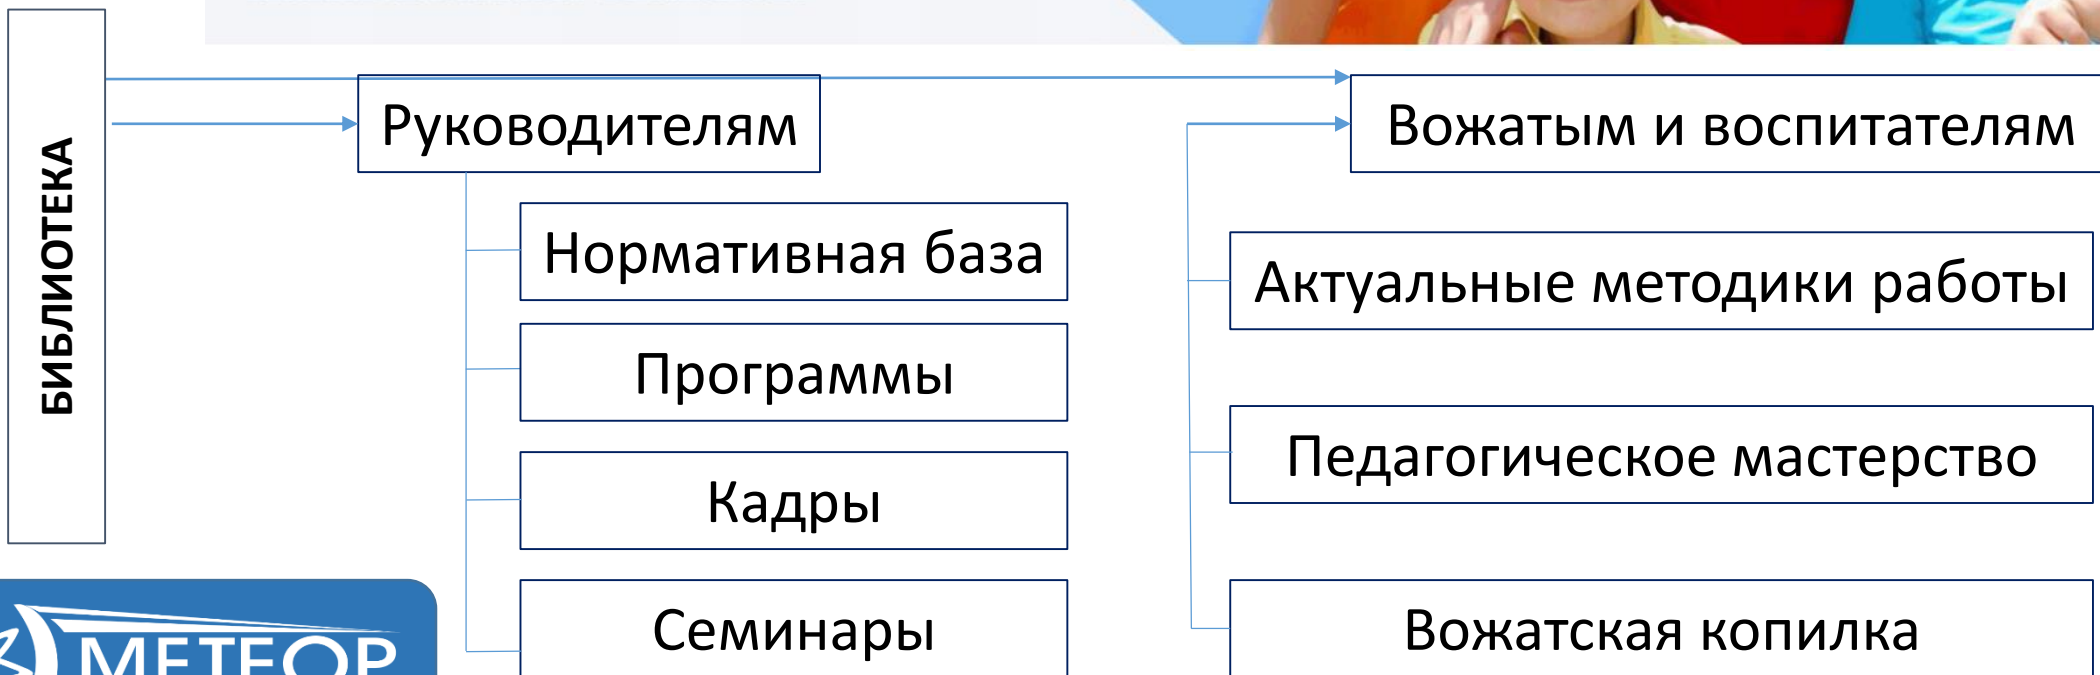 БИБЛИОТЕКА
Руководителям
Нормативная база
Программы
Кадры
Семинары
Вожатым и воспитателям
Актуальные методики работы
Педагогическое мастерство
Вожатская копилка
МЕТЕОР